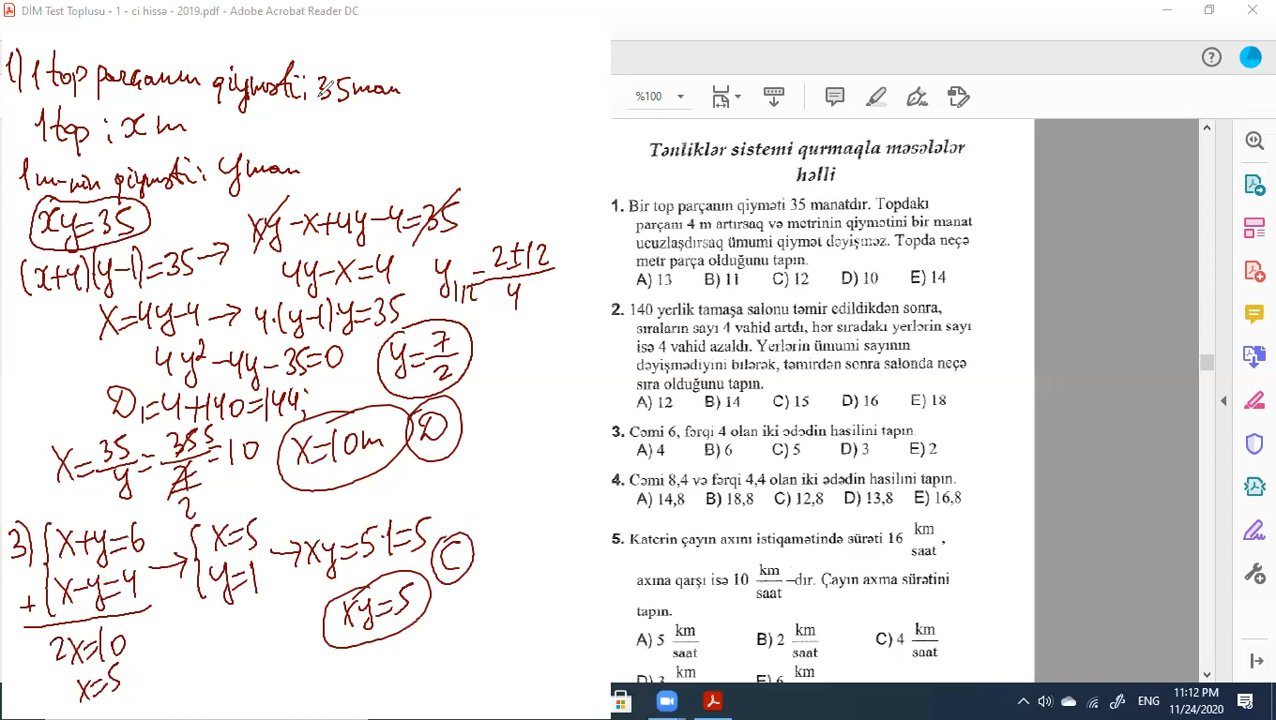 DİM Test Toplusu - 1 - ci hissə - 2019.pdf - Adobe Acrobat Reader DC
1) 1 top parçanın qiyməti; 35man
1top ; x m
1m-nin qiyməti: yman
xy=35
xy-x+4y-4=35
(x+4)(y-1)=35→
4y-x=4
y1,2=2±12/4
x=4y-4→4·(y-1)y=35
4y²-4y-35=0
y=7/2
D1=4+140=144;
x=35/y=35/(7/2)=10
x=10m
D
3) {x+y=6
+ {x-y=4
→ {x=5
{y=1
→xy=5·1=5
C
xy=5
2x=10
x=5
%100
Tənliklər sistemi qurmaqla məsələlər
həlli
1. Bir top parçanın qiyməti 35 manatdır. Topdakı
parçanı 4 m artırsaq və metrinin qiymətini bir manat
ucuzlaşdırsaq ümumi qiymət dəyişməz. Topda neçə
metr parça olduğunu tapın.
A) 13 B) 11 C) 12 D) 10 E) 14
2. 140 yerlik tamaşa salonu təmir edildikdən sonra,
sıraların sayı 4 vahid artdı, hər sıradakı yerlərin sayı
isə 4 vahid azaldı. Yerlərin ümumi sayının
dəyişmədiyini bilərək, təmirdən sonra salonda neçə
sıra olduğunu tapın.
A) 12 B) 14 C) 15 D) 16 E) 18
3. Cəmi 6, fərqi 4 olan iki ədədin hasilini tapın.
A) 4 B) 6 C) 5 D) 3 E) 2
4. Cəmi 8,4 və fərqi 4,4 olan iki ədədin hasilini tapın.
A) 14,8 B) 18,8 C) 12,8 D) 13,8 E) 16,8
5. Katerin çayın axını istiqamətində sürəti 16 km/saat,
axına qarşı isə 10 km/saat –dır. Çayın axma sürətini
tapın.
A) 5 km/saat B) 2 km/saat C) 4 km/saat
D) 3 km E) 6 km
ENG
11:12 PM
11/24/2020